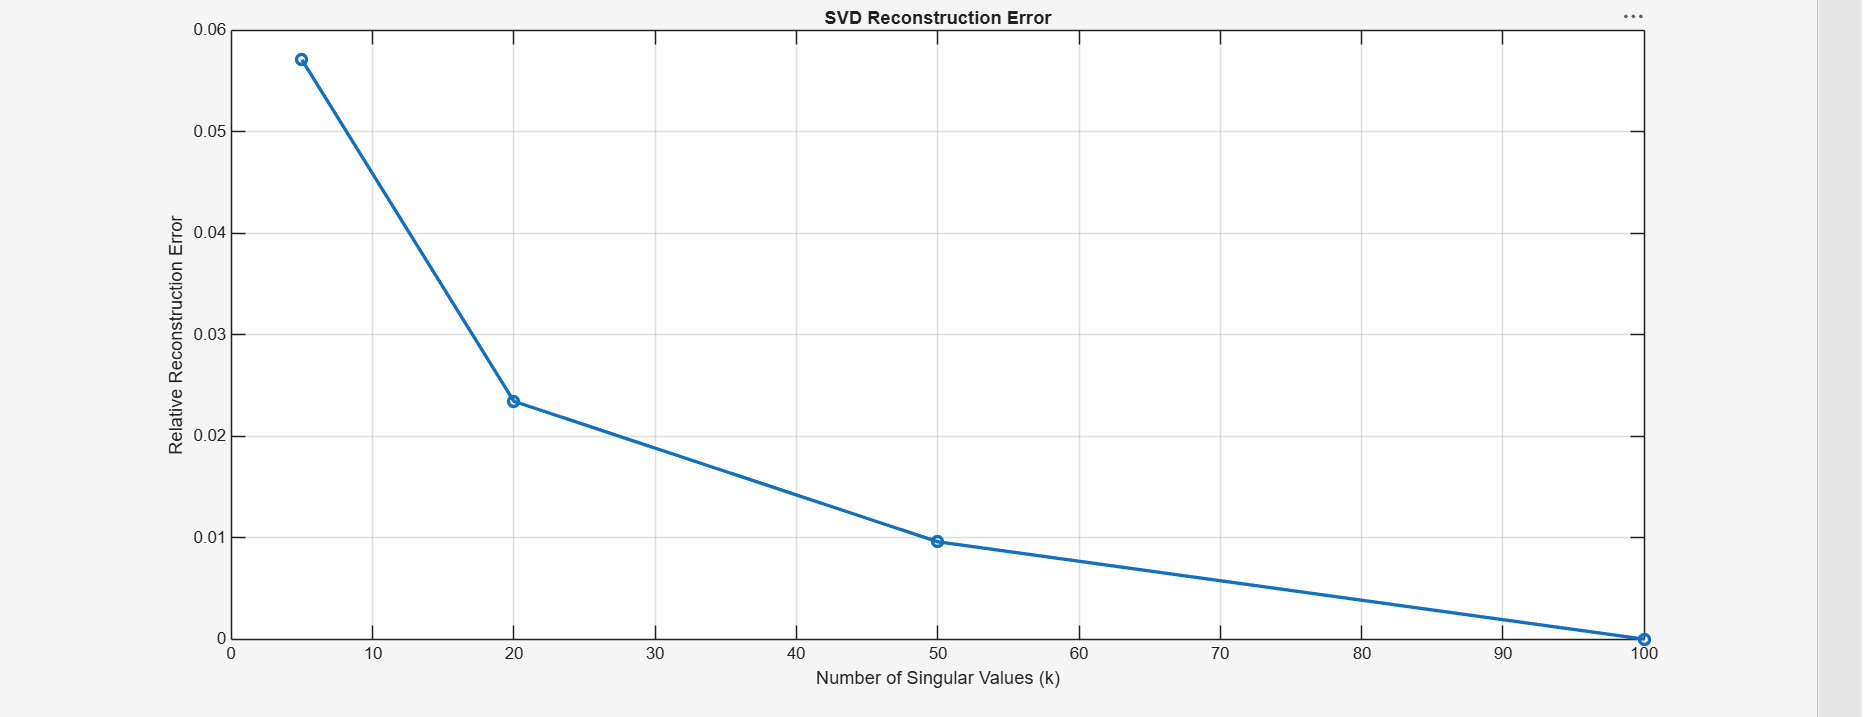 SVD Reconstruction Error
0.06
0.05
0.04
0.03
0.02
0.01
0
Relative Reconstruction Error
0 10 20 30 40 50 60 70 80 90 100
Number of Singular Values (k)